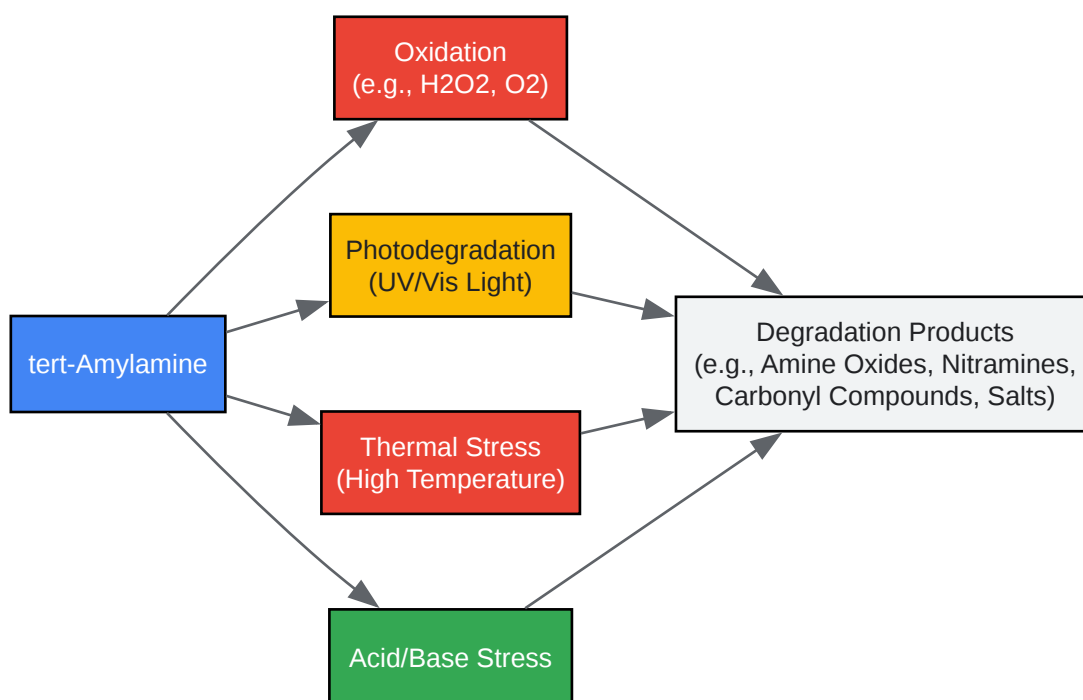 Oxidation
(e.g., H2O2, O2)
Photodegradation
(UV/Vis Light)
tert-Amylamine
Degradation Products
(e.g., Amine Oxides, Nitramines,
Carbonyl Compounds, Salts)
Thermal Stress
(High Temperature)
Acid/Base Stress